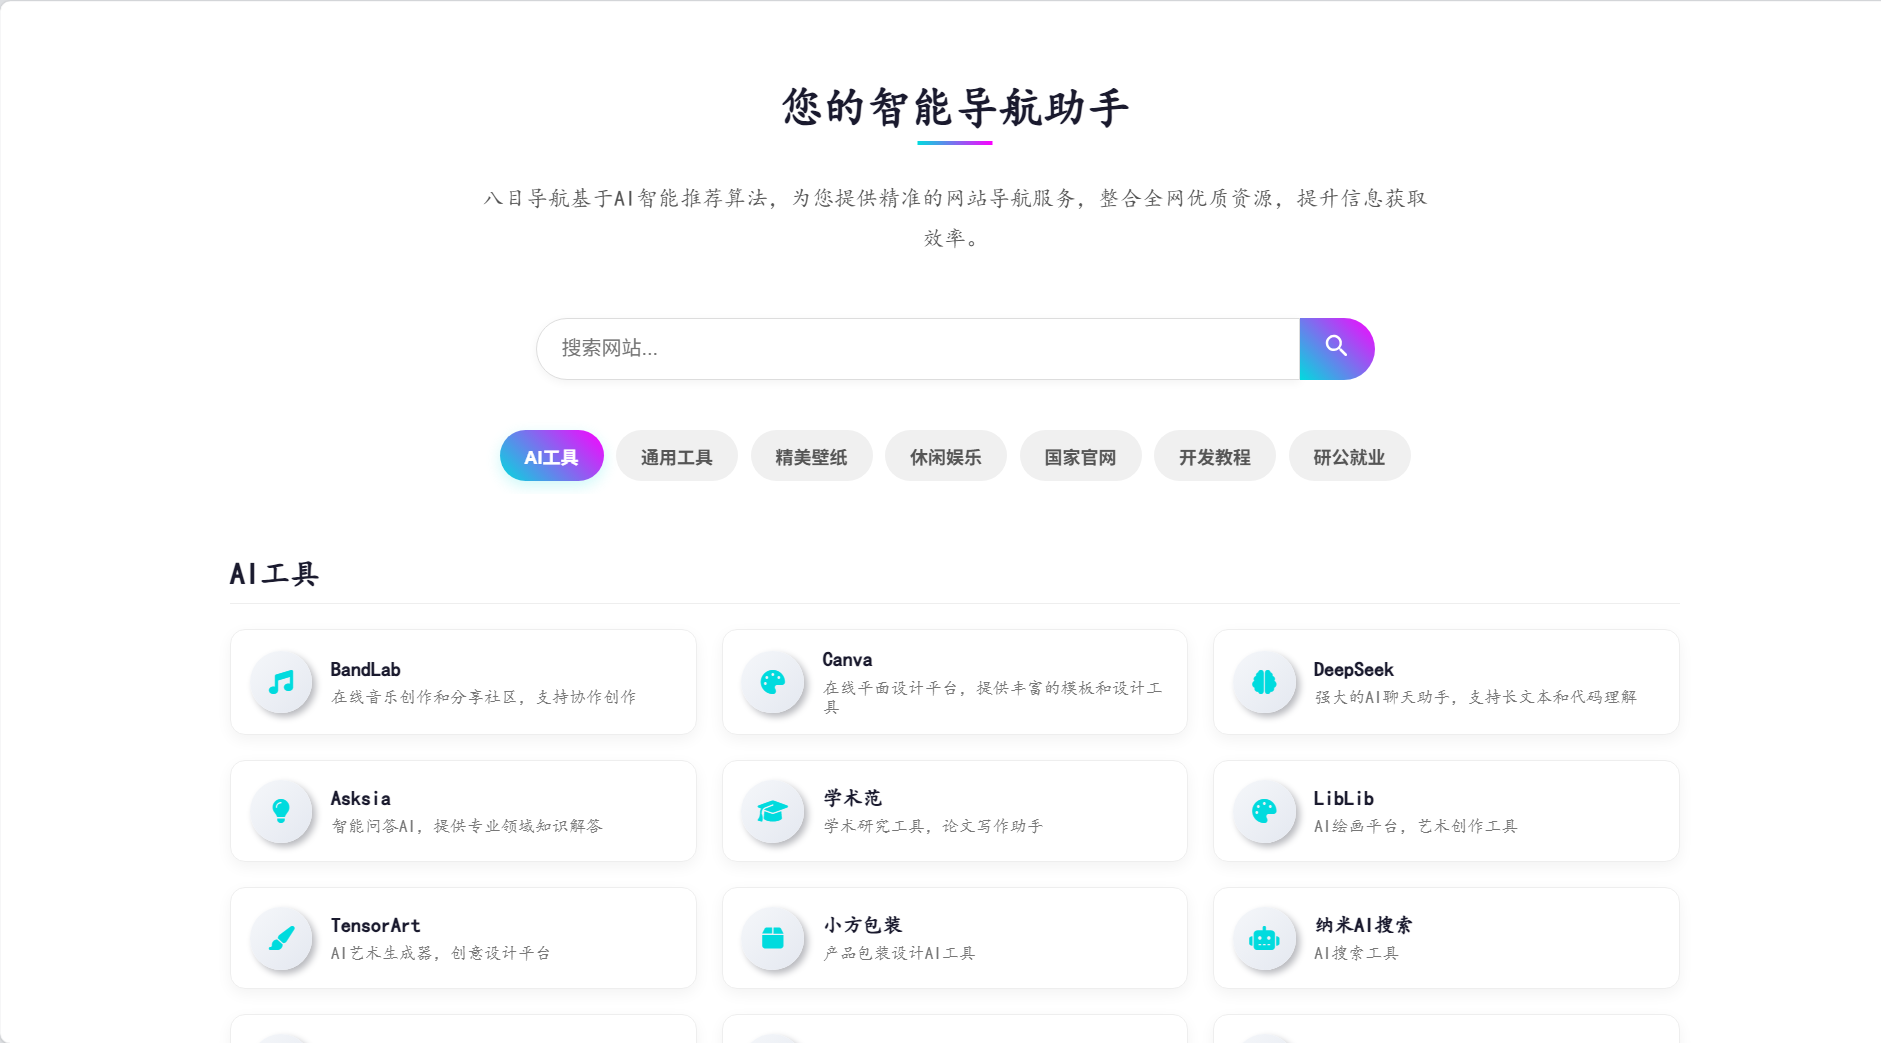 您的智能导航助手
八目导航基于AI智能推荐算法，为您提供精准的网站导航服务，整合全网优质资源，提升信息获取
效率。
搜索网站...
AI工具
通用工具
精美壁纸
休闲娱乐
国家官网
开发教程
研公就业
AI工具
BandLab
在线音乐创作和分享社区，支持协作创作
Canva
在线平面设计平台，提供丰富的模板和设计工
具
DeepSeek
强大的AI聊天助手，支持长文本和代码理解
Asksia
智能问答AI，提供专业领域知识解答
学术范
学术研究工具，论文写作助手
LibLib
AI绘画平台，艺术创作工具
TensorArt
AI艺术生成器，创意设计平台
小方包装
产品包装设计AI工具
纳米AI搜索
AI搜索工具